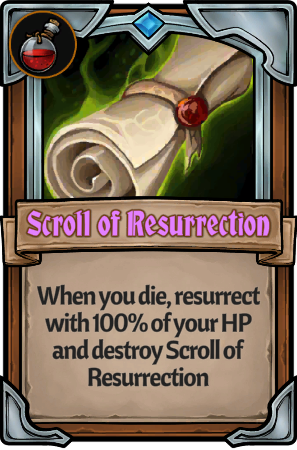 Scroll of Resurrection
When you die, resurrect
with 100% of your HP
and destroy Scroll of
Resurrection